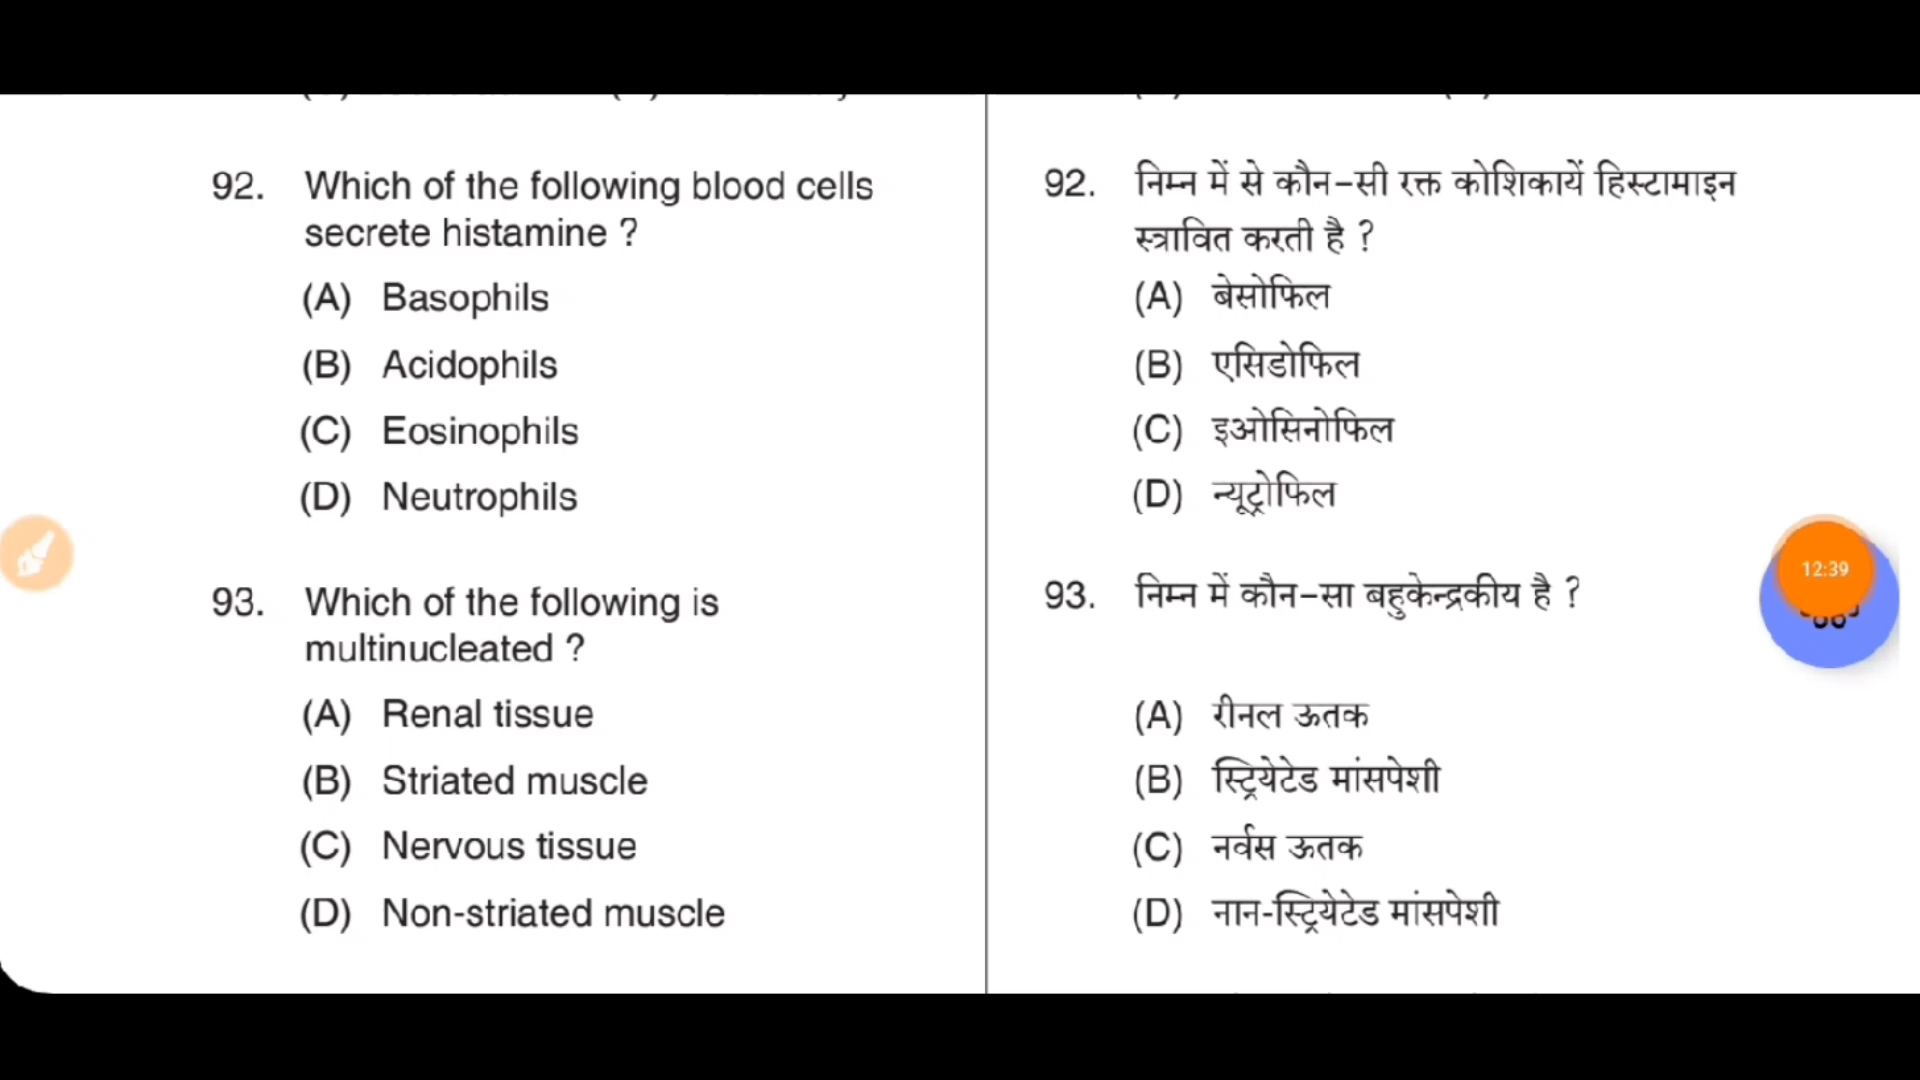 92. Which of the following blood cells
secrete histamine ?
(A) Basophils
(B) Acidophils
(C) Eosinophils
(D) Neutrophils
93. Which of the following is
multinucleated ?
(A) Renal tissue
(B) Striated muscle
(C) Nervous tissue
(D) Non-striated muscle
92. निम्न में से कौन-सी रक्त कोशिकायें हिस्टामाइन
स्त्रावित करती है ?
(A) बेसोफिल
(B) एसिडोफिल
(C) इओसिनोफिल
(D) न्यूट्रोफिल
93. निम्न में कौन-सा बहुकेन्द्रकीय है ?
(A) रीनल ऊतक
(B) स्ट्रियेटेड मांसपेशी
(C) नर्वस ऊतक
(D) नान-स्ट्रियेटेड मांसपेशी
12:39